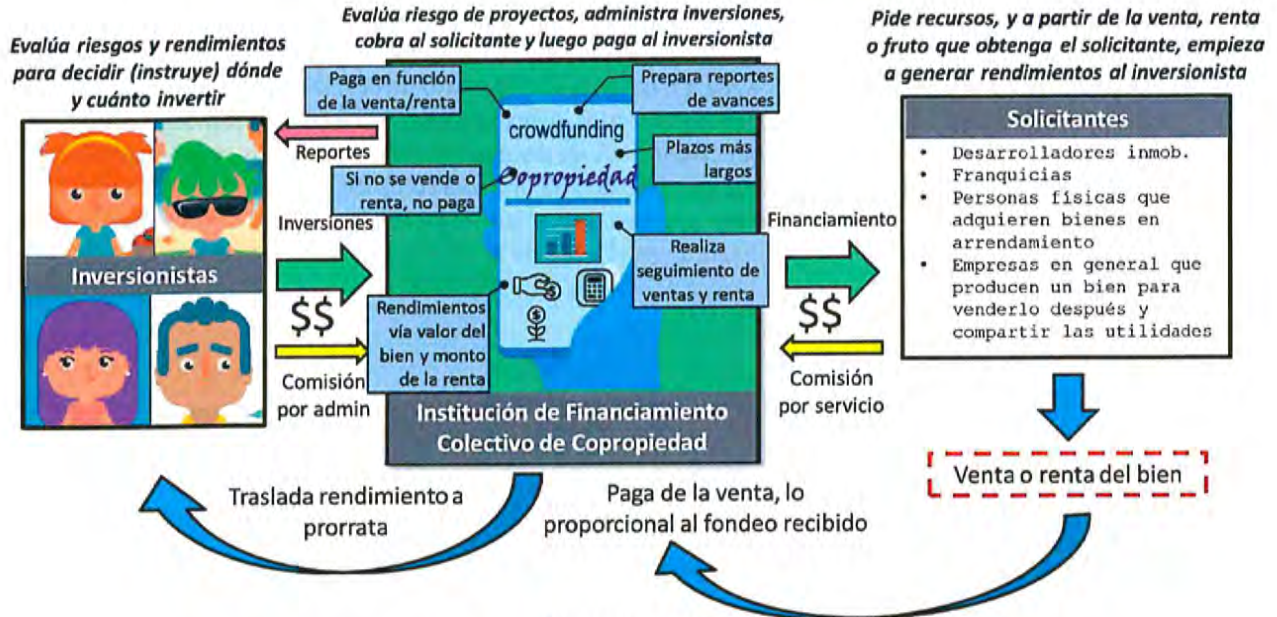 Evalúa riesgos y rendimientos
para decidir (instruye) dónde
y cuánto invertir
Inversionistas
Reportes
Inversiones
$$
Comisión
por admin
Evalúa riesgo de proyectos, administra inversiones,
cobra al solicitante y luego paga al inversionista
Paga en función
de la venta/renta
Prepara reportes
de avances
crowdfunding
Plazos más
largos
Si no se vende o
renta, no paga
Copropiedad
Realiza
seguimiento de
ventas y renta
Rendimientos
vía valor del
bien y monto
de la renta
$
$
Institución de Financiamiento
Colectivo de Copropiedad
Financiamiento
$$
Comisión
por servicio
Pide recursos, y a partir de la venta, renta
o fruto que obtenga el solicitante, empieza
a generar rendimientos al inversionista
Solicitantes
• Desarrolladores inmob.
• Franquicias
• Personas físicas que
adquieren bienes en
arrendamiento
• Empresas en general que
producen un bien para
venderlo después y
compartir las utilidades
Venta o renta del bien
Traslada rendimiento a
prorrata
Paga de la venta, lo
proporcional al fondeo recibido